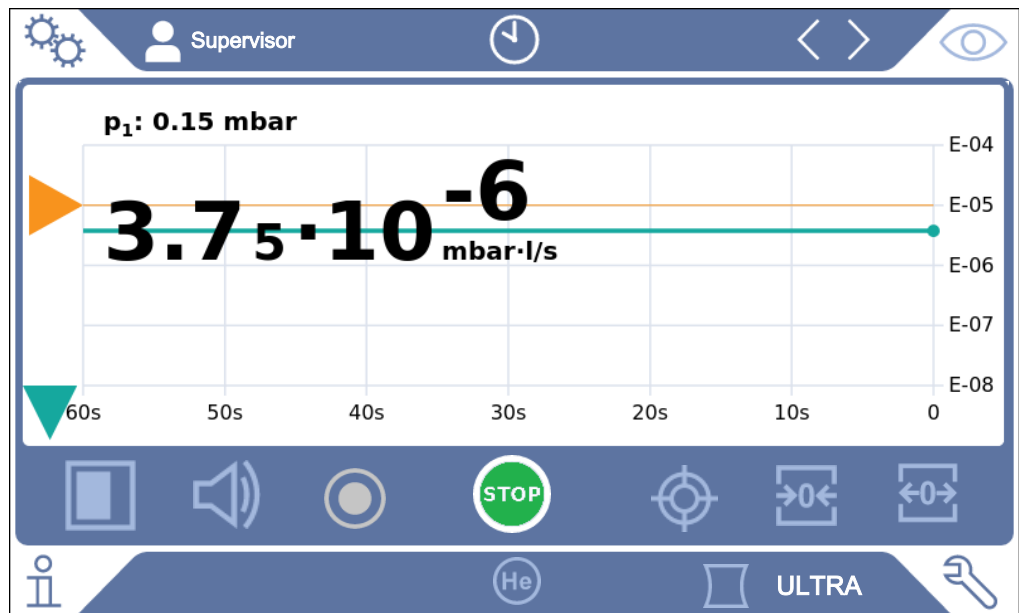 Supervisor
p₁: 0.15 mbar
3.75·10⁻⁶ mbar·l/s
E-04
E-05
E-06
E-07
E-08
60s 50s 40s 30s 20s 10s 0
STOP
→0← ←0→
He ULTRA